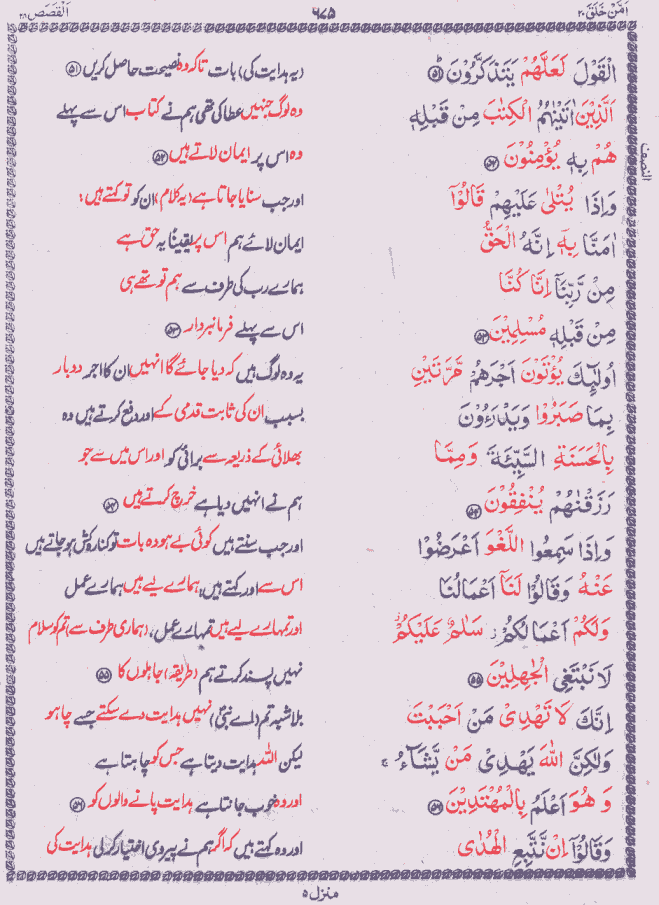 اَمَّنْ خَلَقَ ۲۰ ۶۸۵ اَلْقَصَص ۲۸
الْقَوْلَ لَعَلَّهُمْ يَتَذَكَّرُوْنَ ﴿۵۱﴾ (یہ ہدایت کی) بات تاکہ وہ نصیحت حاصل کریں ﴿۵۱﴾
اَلَّذِيْنَ اٰتَيْنٰهُمُ الْكِتٰبَ مِنْ قَبْلِهٖ وہ لوگ جنہیں عطا کی تھی ہم نے کتاب اس سے پہلے
هُمْ بِهٖ يُؤْمِنُوْنَ ﴿۵۲﴾ وہ اس پر ایمان لاتے ہیں ﴿۵۲﴾
وَاِذَا يُتْلٰى عَلَيْهِمْ قَالُوْٓا اور جب سنایا جاتا ہے (یہ کلام) ان کو تو کہتے ہیں:
اٰمَنَّا بِهٖٓ اِنَّهُ الْحَقُّ ایمان لائے ہم اس پر یقیناً یہ حق ہے
مِنْ رَّبِّنَآ اِنَّا كُنَّا ہمارے رب کی طرف سے ہم تو تھے ہی
مِنْ قَبْلِهٖ مُسْلِمِيْنَ ﴿۵۳﴾ اس سے پہلے فرمانبردار ﴿۵۳﴾
اُولٰٓئِكَ يُؤْتَوْنَ اَجْرَهُمْ مَّرَّتَيْنِ یہ وہ لوگ ہیں کہ دیا جائے گا انہیں ان کا اجر دوبار
بِمَا صَبَرُوْا وَيَدْرَءُوْنَ بسبب ان کی ثابت قدمی کے اور دفع کرتے ہیں وہ
بِالْحَسَنَةِ السَّيِّئَةَ وَمِمَّا بھلائی کے ذریعہ سے برائی کو اور اس میں سے جو
رَزَقْنٰهُمْ يُنْفِقُوْنَ ﴿۵۴﴾ ہم نے انہیں دیا ہے خرچ کرتے ہیں ﴿۵۴﴾
وَاِذَا سَمِعُوا اللَّغْوَ اَعْرَضُوْا اور جب سنتے ہیں کوئی بے ہودہ بات تو کنارہ کش ہو جاتے ہیں
عَنْهُ وَقَالُوْا لَنَآ اَعْمَالُنَا اس سے اور کہتے ہیں، ہمارے لیے ہیں ہمارے عمل
وَلَكُمْ اَعْمَالُكُمْ سَلٰمٌ عَلَيْكُمْ اور تمہارے لیے ہیں تمہارے عمل، (ہماری طرف سے) تم کو سلام
لَا نَبْتَغِى الْجٰهِلِيْنَ ﴿۵۵﴾ نہیں پسند کرتے ہم (طریقہ) جاہلوں کا ﴿۵۵﴾
اِنَّكَ لَا تَهْدِىْ مَنْ اَحْبَبْتَ بلاشبہ تم (اے نبیؐ) نہیں ہدایت دے سکتے جسے چاہو
وَلٰكِنَّ اللّٰهَ يَهْدِىْ مَنْ يَّشَآءُ ۚ لیکن اللہ ہدایت دیتا ہے جس کو چاہتا ہے
وَ هُوَ اَعْلَمُ بِالْمُهْتَدِيْنَ ﴿۵۶﴾ اور وہ خوب جانتا ہے ہدایت پانے والوں کو ﴿۵۶﴾
وَقَالُوْٓا اِنْ نَّتَّبِعِ الْهُدٰى اور وہ کہتے ہیں کہ اگر ہم نے پیروی اختیار کر لی ہدایت کی
النصف
منزل ۵